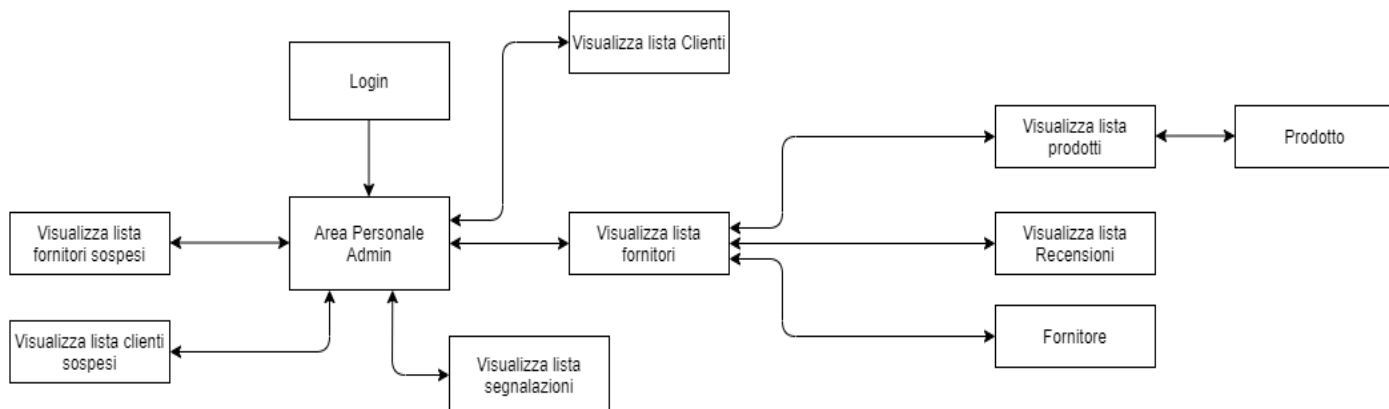 Visualizza lista Clienti
Login
Visualizza lista
prodotti
Prodotto
Visualizza lista
fornitori sospesi
Area Personale
Admin
Visualizza lista
fornitori
Visualizza lista
Recensioni
Visualizza lista clienti
sospesi
Visualizza lista
segnalazioni
Fornitore